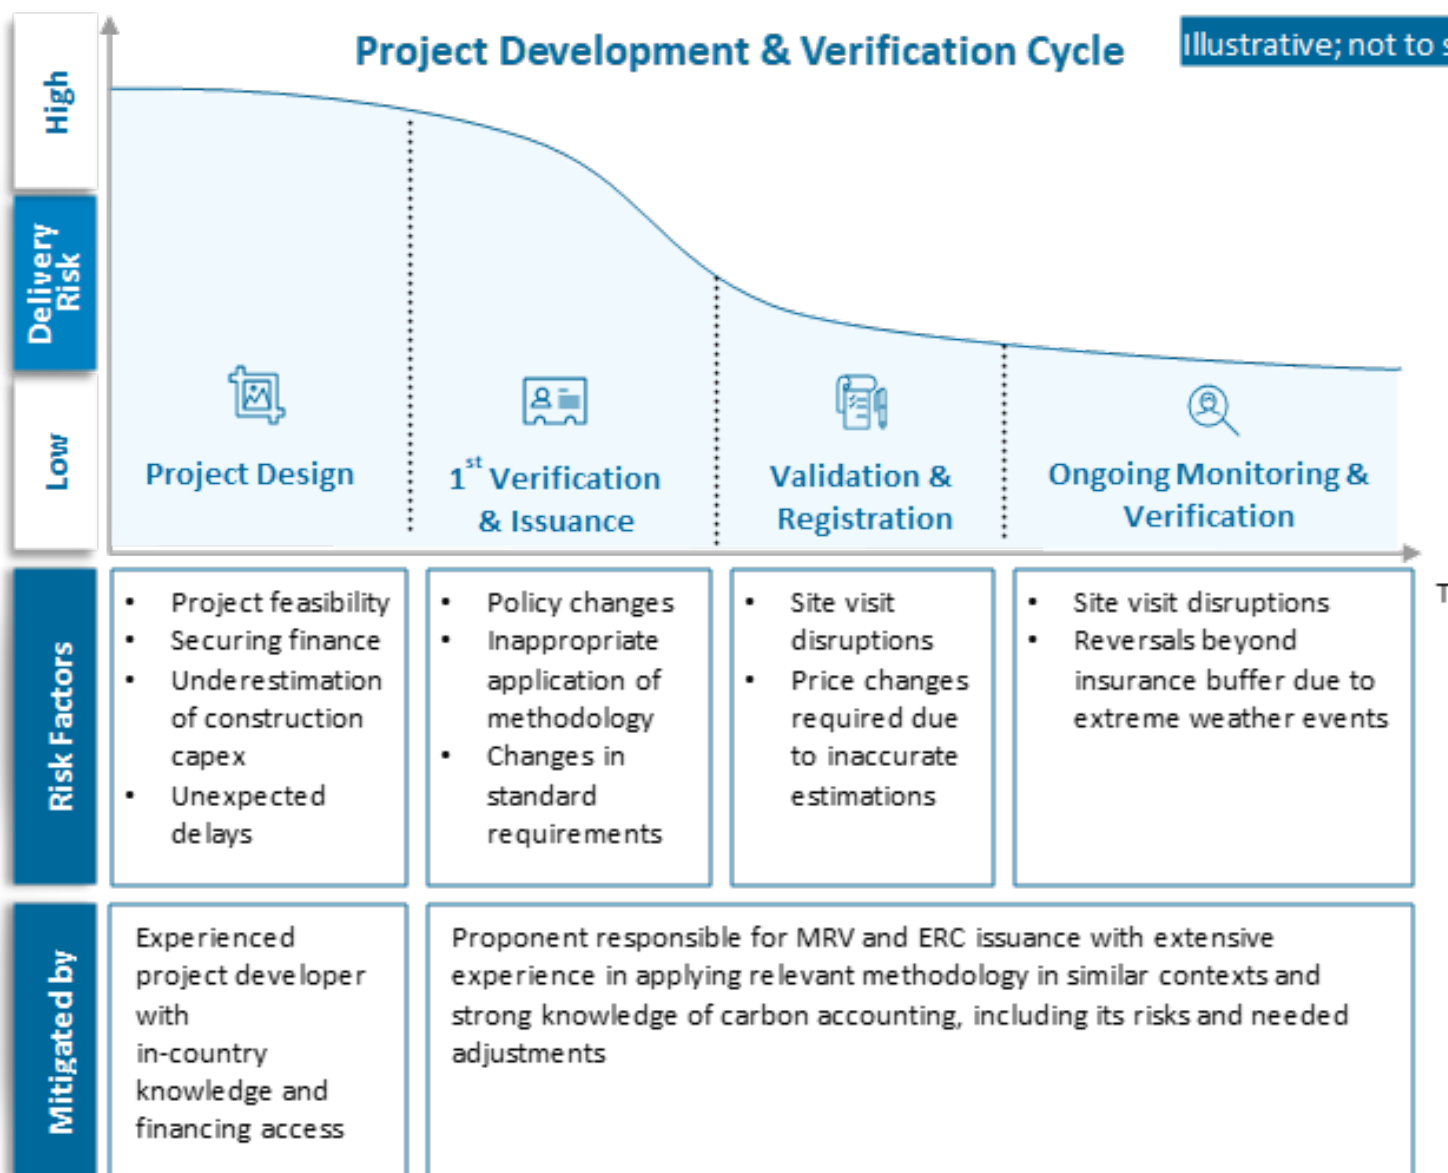 Project Development & Verification Cycle
Illustrative; not to
High
Delivery
Risk
Low
Project Design
1st Verification
& Issuance
Validation &
Registration
Ongoing Monitoring &
Verification
Risk Factors
• Project feasibility
• Securing finance
• Underestimation
of construction
capex
• Unexpected
delays
• Policy changes
• Inappropriate
application of
methodology
• Changes in
standard
requirements
• Site visit
disruptions
• Price changes
required due
to inaccurate
estimations
• Site visit disruptions
• Reversals beyond
insurance buffer due to
extreme weather events
Mitigated by
Experienced
project developer
with
in-country
knowledge and
financing access
Proponent responsible for MRV and ERC issuance with extensive
experience in applying relevant methodology in similar contexts and
strong knowledge of carbon accounting, including its risks and needed
adjustments